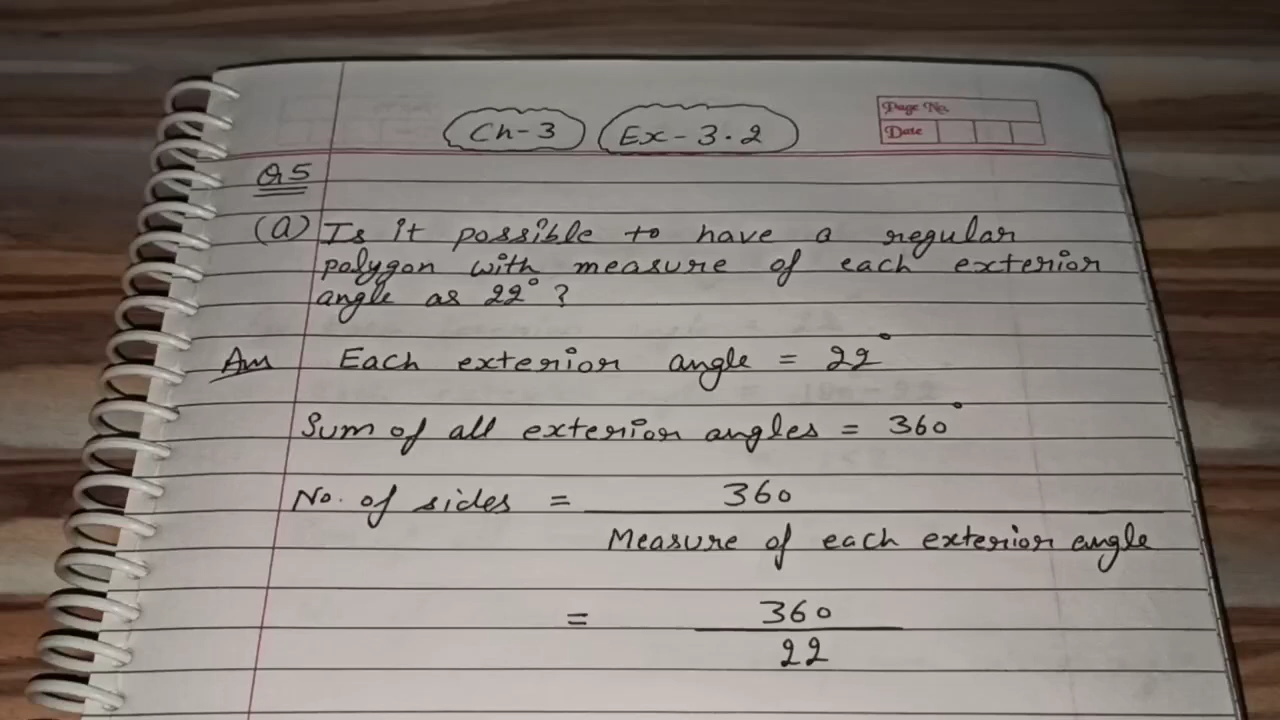 Ch-3 Ex-3.2
Page No.
Date
Q5
(a) Is it possible to have a regular
polygon with measure of each exterior
angle as 22° ?
Ans Each exterior angle = 22°
Sum of all exterior angles = 360°
No. of sides = 360
Measure of each exterior angle
= 360
22